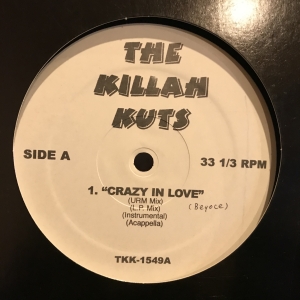 THE
KILLAH
KUTS
SIDE A
33 1/3 RPM
1. "CRAZY IN LOVE"
(URM Mix)
(L.P. Mix)
(Instrumental)
(Acappella)
(Beyoce)
TKK-1549A